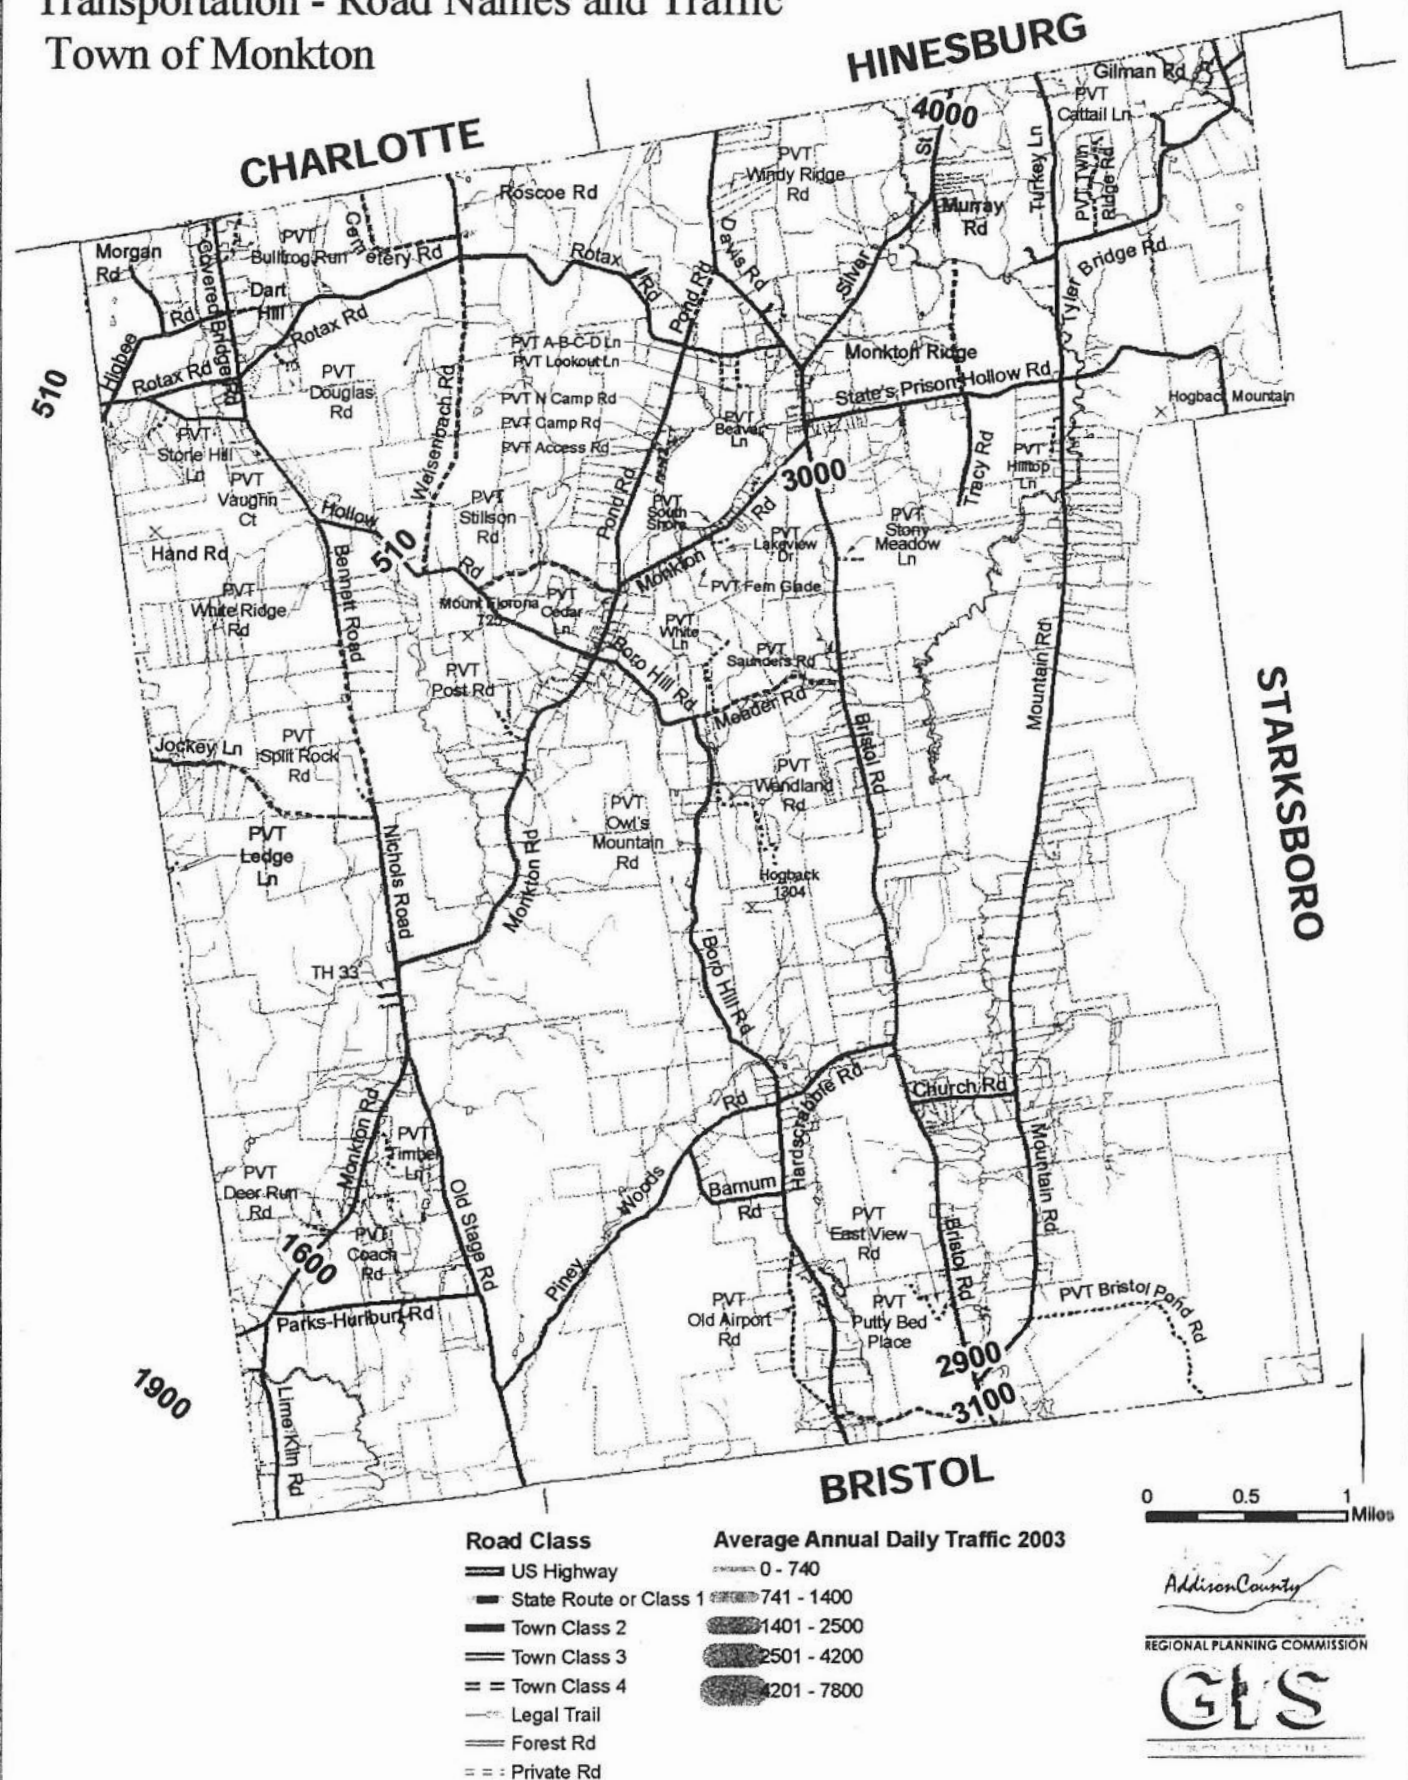 Transportation - Road Names and Traffic
Town of Monkton
HINESBURG
CHARLOTTE
4000
Gilman Rd
PVT
Cattail Ln
St
Turkey Ln
PVT Twin
Ridge Rd
PVT
Windy Ridge
Rd
Roscoe Rd
Murray
Rd
Morgan
Rd
Covered Bridge Rd
PVT
Bullfrog Run
Cemetery Rd
Rotax
Rd
Davis Rd
Silver
Bridge Rd
Tyler
Dart
Hill
Rd
Rotax Rd
Pond Rd
Higbee
Rotax Rd
PVT A-B-C-D Ln
PVT Lookout Ln
Monkton Ridge
State's Prison Hollow Rd
510
PVT
Douglas
Rd
Weisenbach Rd
PVT N Camp Rd
PVT Camp Rd
PVT Access Rd
PVT
Beaver
Ln
Hogback Mountain
PVT
Stone Hill
Ln
PVT
Vaughn
Ct
Hollow
510
Rd
PVT
Stillson
Rd
Pond Rd
PVT
South
Shore
3000
Rd
Tracy Rd
PVT
Hilltop
Ln
PVT
Stony
Meadow
Ln
PVT
Lakeview
Dr
Hand Rd
Bennett Road
Monkton
PVT Fern Glade
PVT
White Ridge
Rd
Mount Florona
725
PVT
Cedar
Ln
PVT
White
Ln
PVT
Saunders Rd
Boro Hill Rd
Meader Rd
Mountain Rd
PVT
Post Rd
STARKSBORO
Jockey Ln
PVT
Split Rock
Rd
Bristol Rd
PVT
Wendland
Rd
PVT
Owl's
Mountain
Rd
PVT
Ledge
Ln
Nichols Road
Monkton Rd
Hogback
1304
TH 33
Boro Hill Rd
Monkton Rd
Rd
Hardscrabble Rd
Church Rd
PVT
Timber
Ln
Mountain Rd
PVT
Deer Run
Rd
Old Stage Rd
Woods
Barnum
Rd
PVT
East View
Rd
Bristol Rd
1600
PVT
Coach
Rd
Piney
PVT Bristol Pond Rd
Parks-Hurlburt Rd
PVT
Old Airport
Rd
PVT
Putty Bed
Place
2900
3100
1900
Lime Kiln Rd
BRISTOL
0 0.5 1
Miles
Road Class
US Highway
State Route or Class 1
Town Class 2
Town Class 3
Town Class 4
Legal Trail
Forest Rd
Private Rd
Average Annual Daily Traffic 2003
0 - 740
741 - 1400
1401 - 2500
2501 - 4200
4201 - 7800
Addison County
REGIONAL PLANNING COMMISSION
GIS